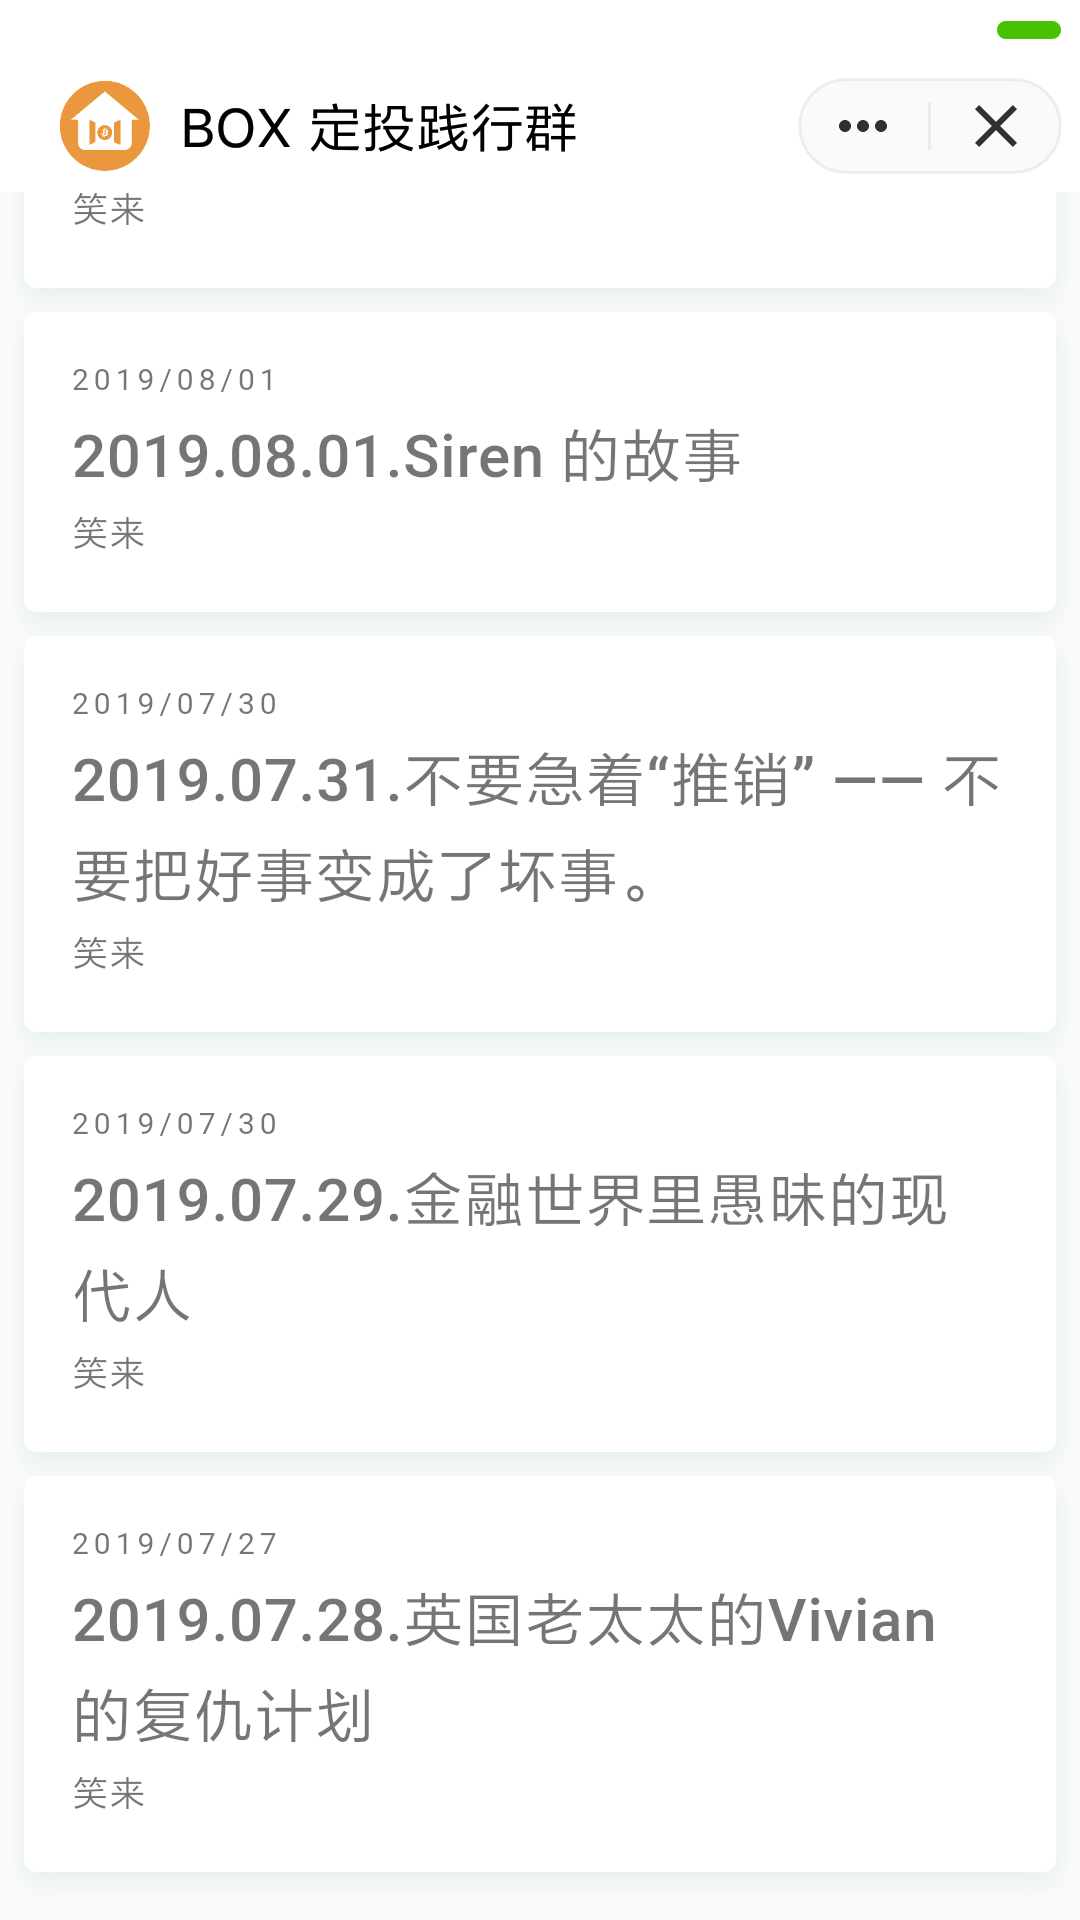 BOX 定投践行群
笑来
2019/08/01
2019.08.01.Siren 的故事
笑来
2019/07/30
2019.07.31.不要急着“推销” —— 不
要把好事变成了坏事。
笑来
2019/07/30
2019.07.29.金融世界里愚昧的现
代人
笑来
2019/07/27
2019.07.28.英国老太太的Vivian
的复仇计划
笑来